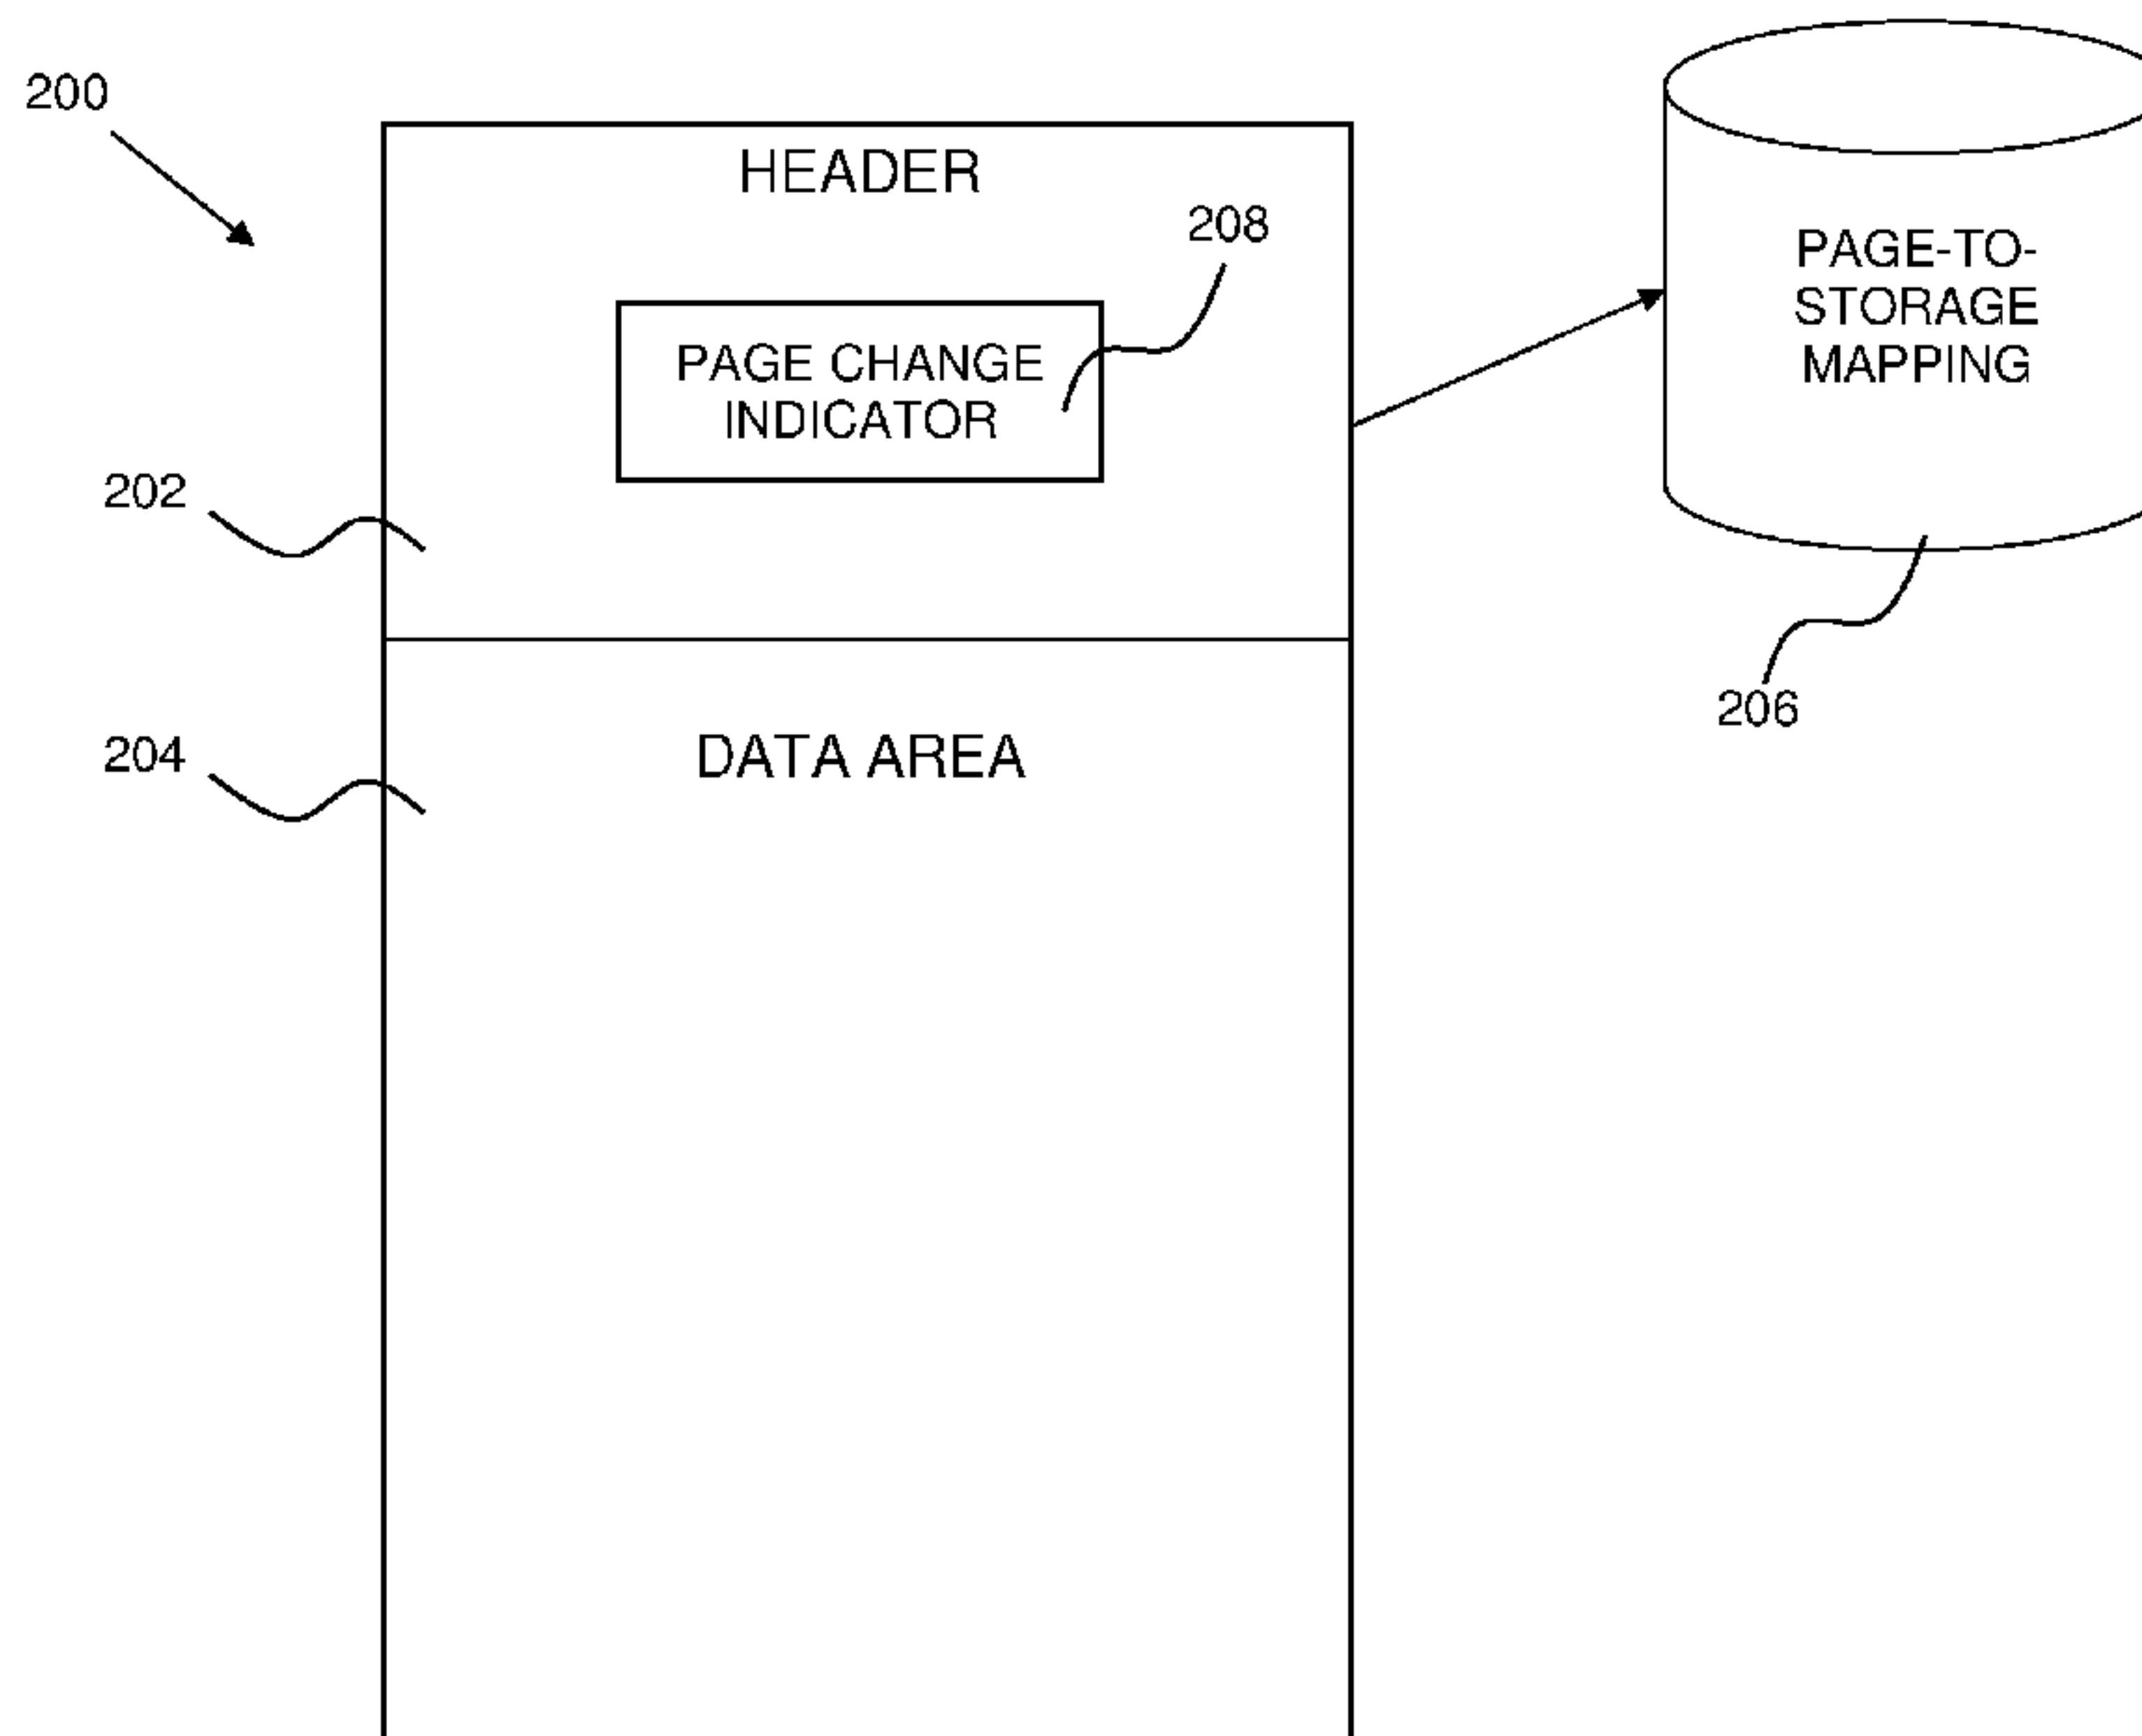 200
HEADER
208
PAGE CHANGE
INDICATOR
PAGE-TO-
STORAGE
MAPPING
202
206
204
DATA AREA